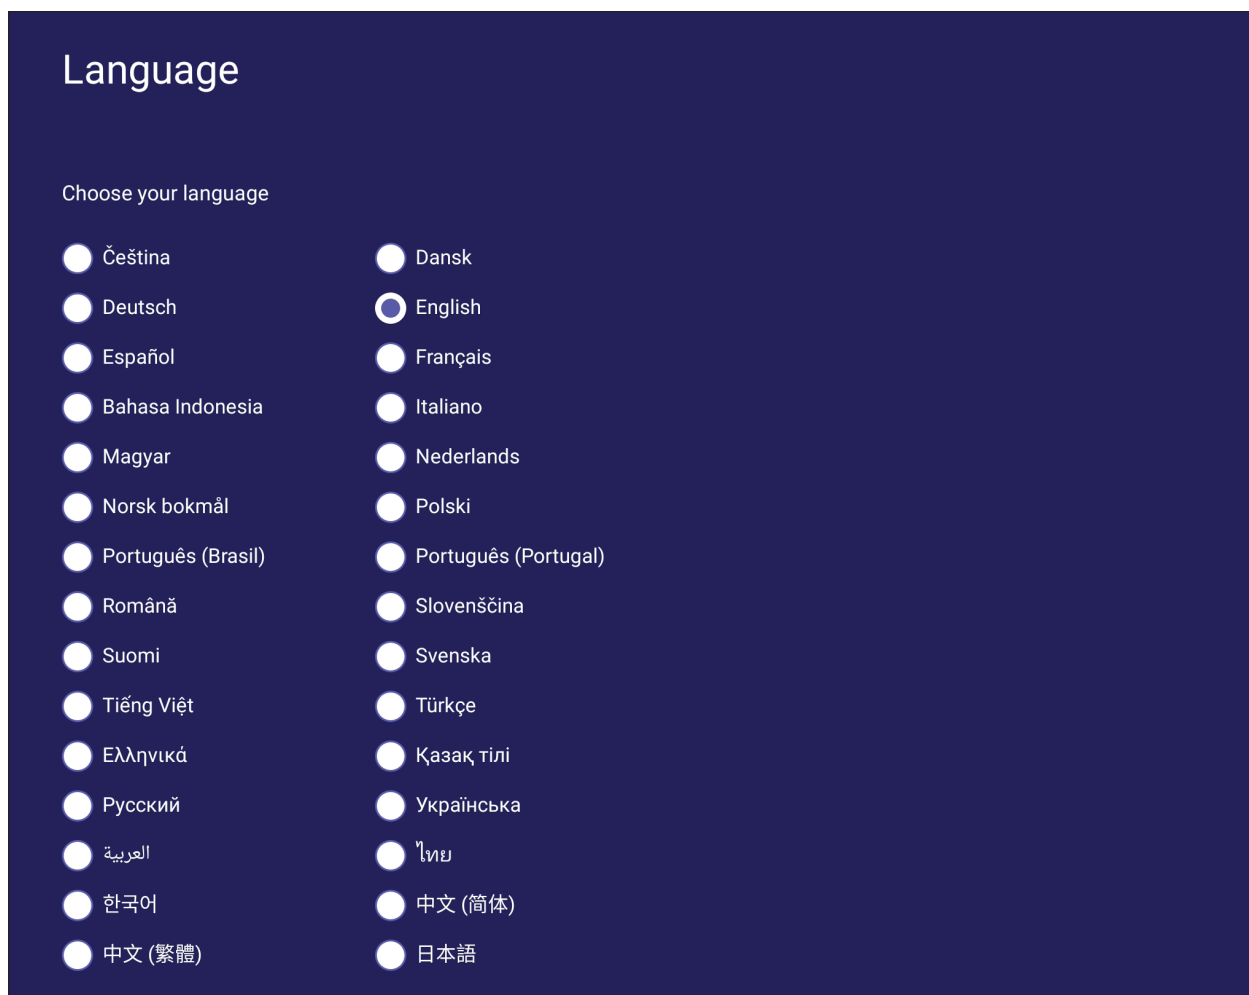 Language
Choose your language
Čeština
Dansk
Deutsch
English
Español
Français
Bahasa Indonesia
Italiano
Magyar
Nederlands
Norsk bokmål
Polski
Português (Brasil)
Português (Portugal)
Română
Slovenščina
Suomi
Svenska
Tiếng Việt
Türkçe
Ελληνικά
Қазақ тілі
Русский
Українська
العربية
ไทย
한국어
中文 (简体)
中文 (繁體)
日本語